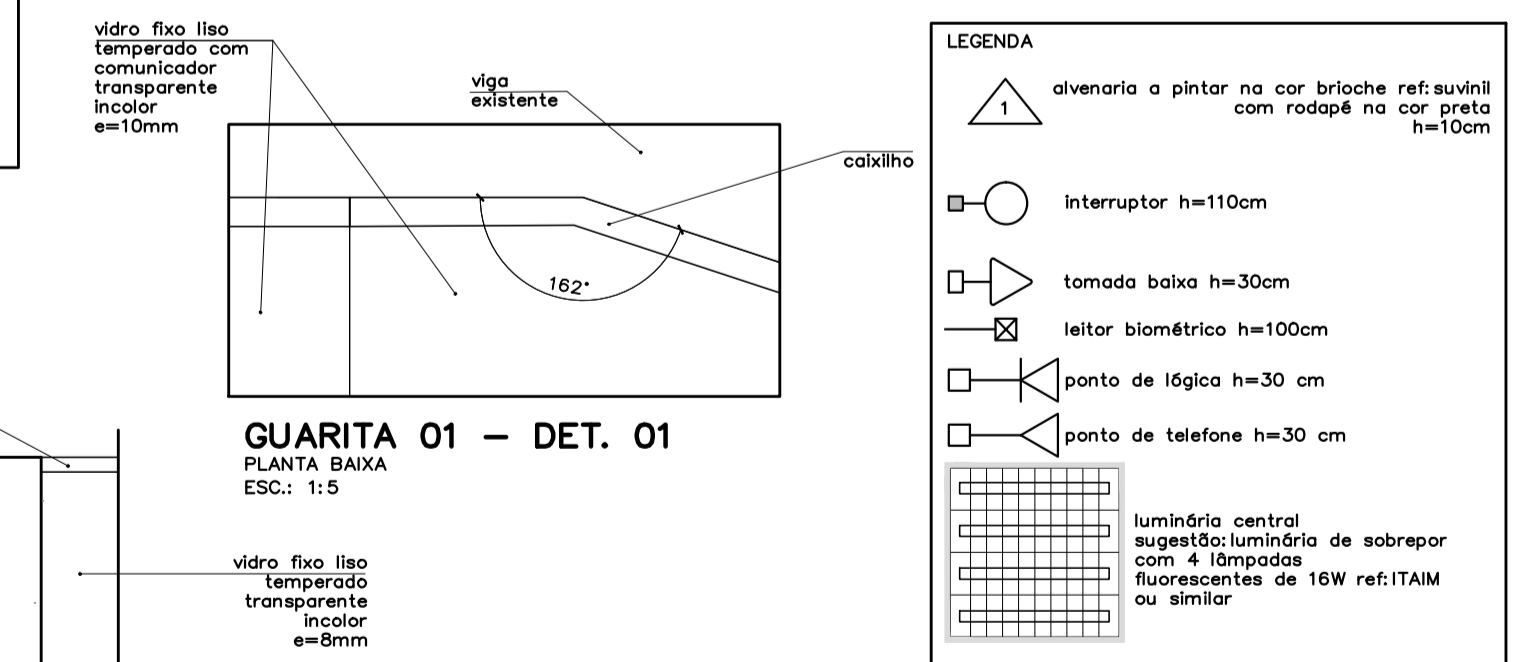 vidro fixo liso
temperado com
comunicador
transparente
incolor
e=10mm
viga
existente
caixilho
162°
GUARITA 01 – DET. 01
PLANTA BAIXA
ESC.: 1:5
vidro fixo liso
temperado
transparente
incolor
e=8mm
LEGENDA
1
alvenaria a pintar na cor brioche ref:suvinil
com rodapé na cor preta
h=10cm
interruptor h=110cm
tomada baixa h=30cm
leitor biométrico h=100cm
ponto de lógica h=30 cm
ponto de telefone h=30 cm
luminária central
sugestão:luminária de sobrepor
com 4 lâmpadas
fluorescentes de 16W ref:ITAIM
ou similar